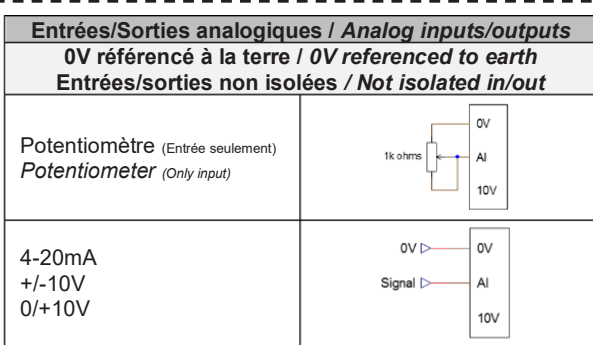 Entrées/Sorties analogiques / Analog inputs/outputs
0V référencé à la terre / 0V referenced to earth
Entrées/sorties non isolées / Not isolated in/out
Potentiomètre (Entrée seulement)
Potentiometer (Only input)
0V
1k ohms
AI
10V
4-20mA
+/-10V
0/+10V
0V
0V
Signal
AI
10V